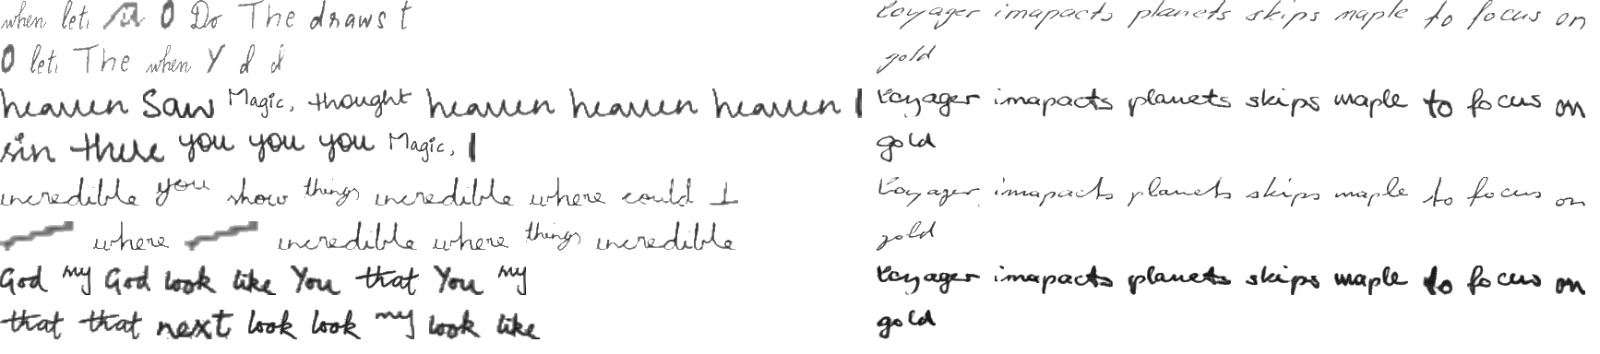 when let. O Do The draws t
O let. The when Y d d
heaven Saw Magic. thought heaven heaven heaven I
sin there you you you Magic. I
incredible you show things incredible where could I
where incredible where things incredible
God my God look like You that You my
that that next look look my look like
Voyager imapacts planets skips maple to focus on
gold
Voyager imapacts planets skips maple to focus on
gold
Voyager imapacts planets skips maple to focus on
gold
Voyager imapacts planets skips maple to focus on
gold